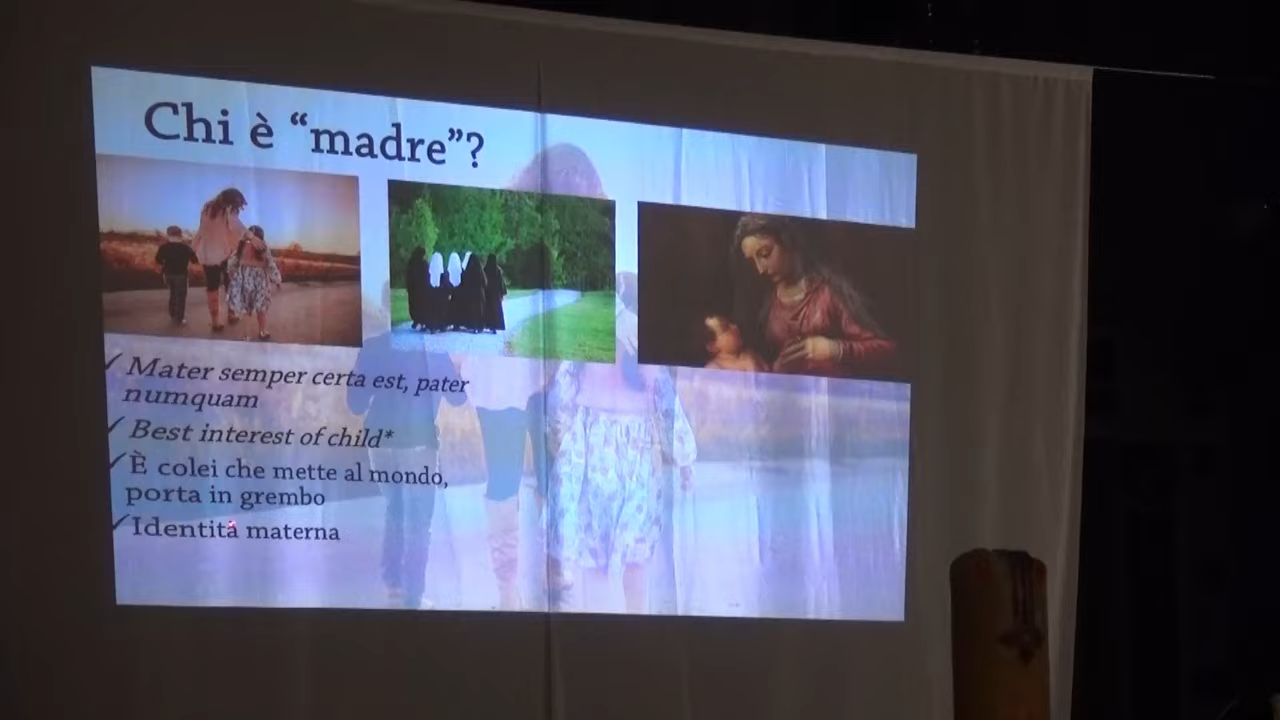 Chi è “madre”?
✓ Mater semper certa est, pater
numquam
✓ Best interest of child*
✓ È colei che mette al mondo,
porta in grembo
✓ Identità materna